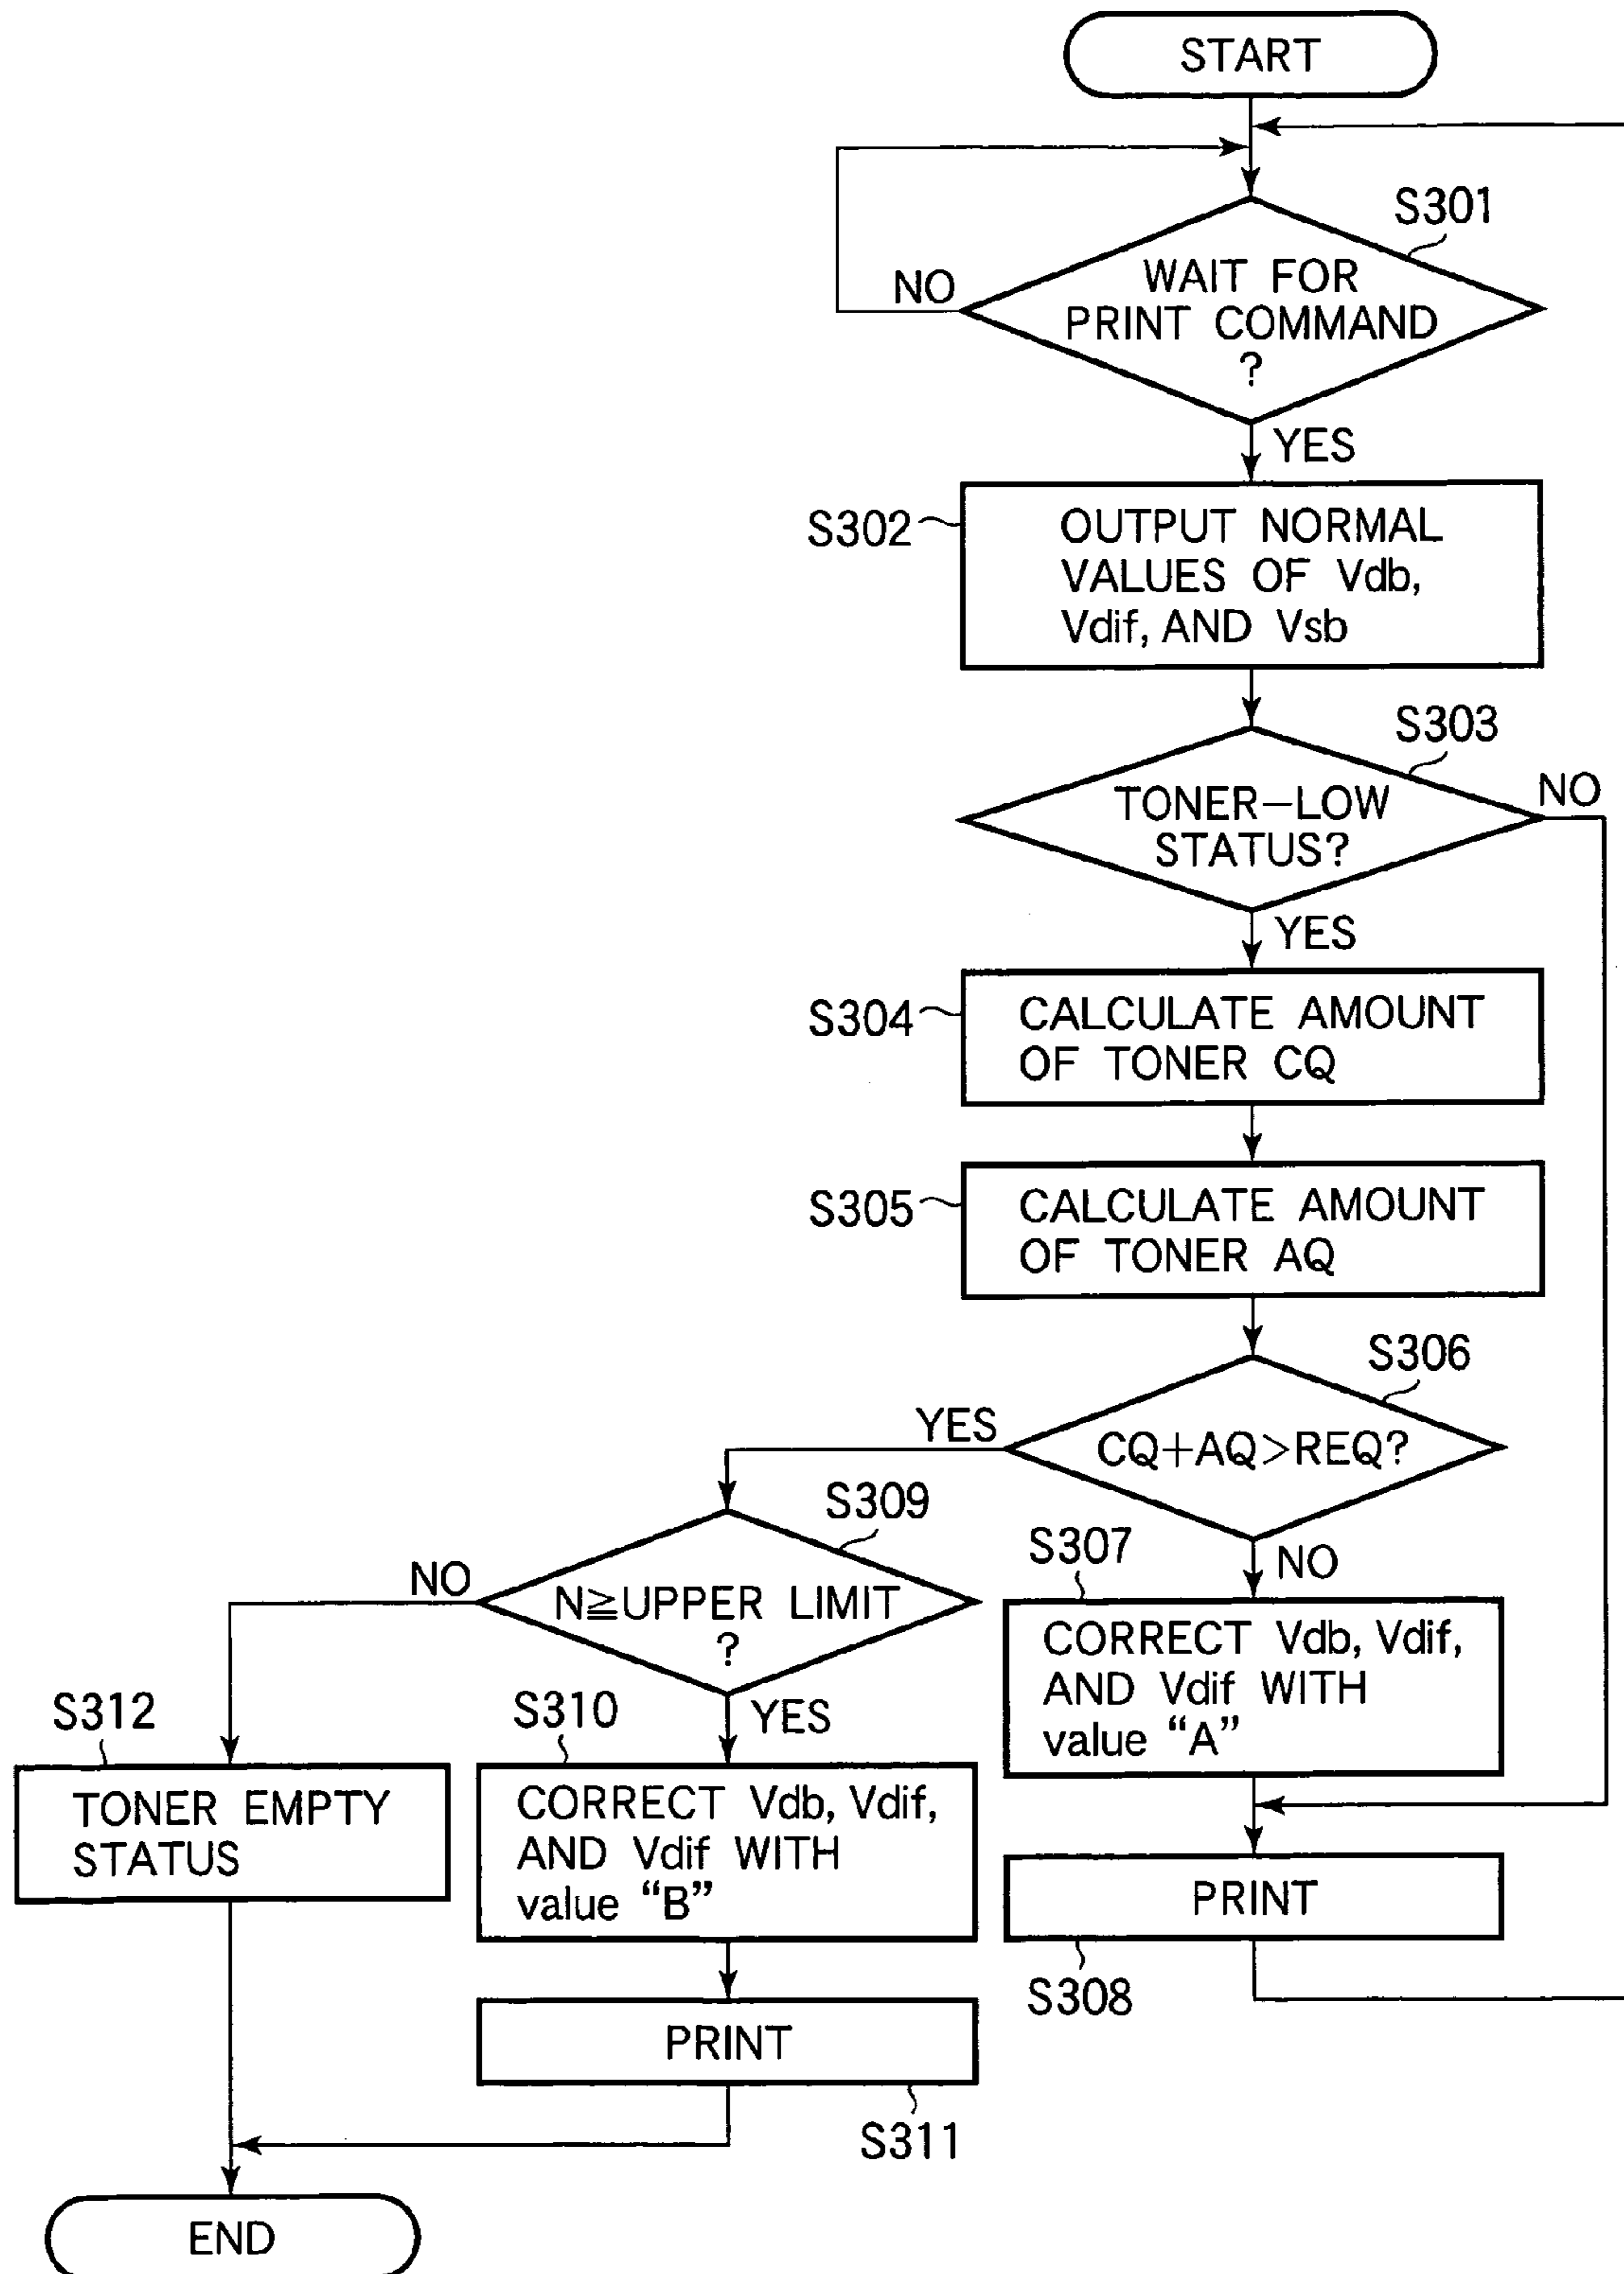 START
S301
WAIT FOR
PRINT COMMAND
?
NO
YES
S302
OUTPUT NORMAL
VALUES OF Vdb,
Vdif, AND Vsb
S303
TONER-LOW
STATUS?
NO
YES
S304
CALCULATE AMOUNT
OF TONER CQ
S305
CALCULATE AMOUNT
OF TONER AQ
S306
CQ+AQ>REQ?
YES
NO
S309
N≧UPPER LIMIT
?
NO
YES
S307
CORRECT Vdb, Vdif,
AND Vdif WITH
value “A”
S312
TONER EMPTY
STATUS
S310
CORRECT Vdb, Vdif,
AND Vdif WITH
value “B”
PRINT
S308
PRINT
S311
END